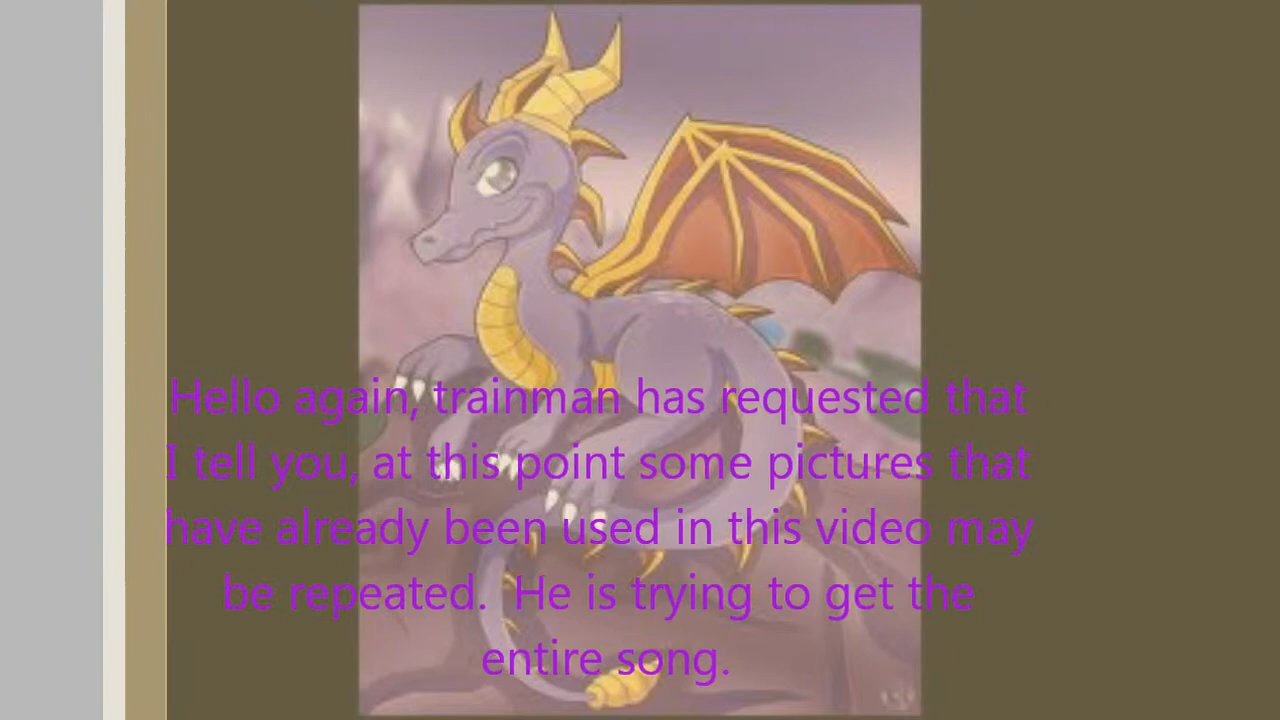 Hello again, trainman has requested that
I tell you, at this point some pictures that
have already been used in this video may
be repeated.  He is trying to get the
entire song.